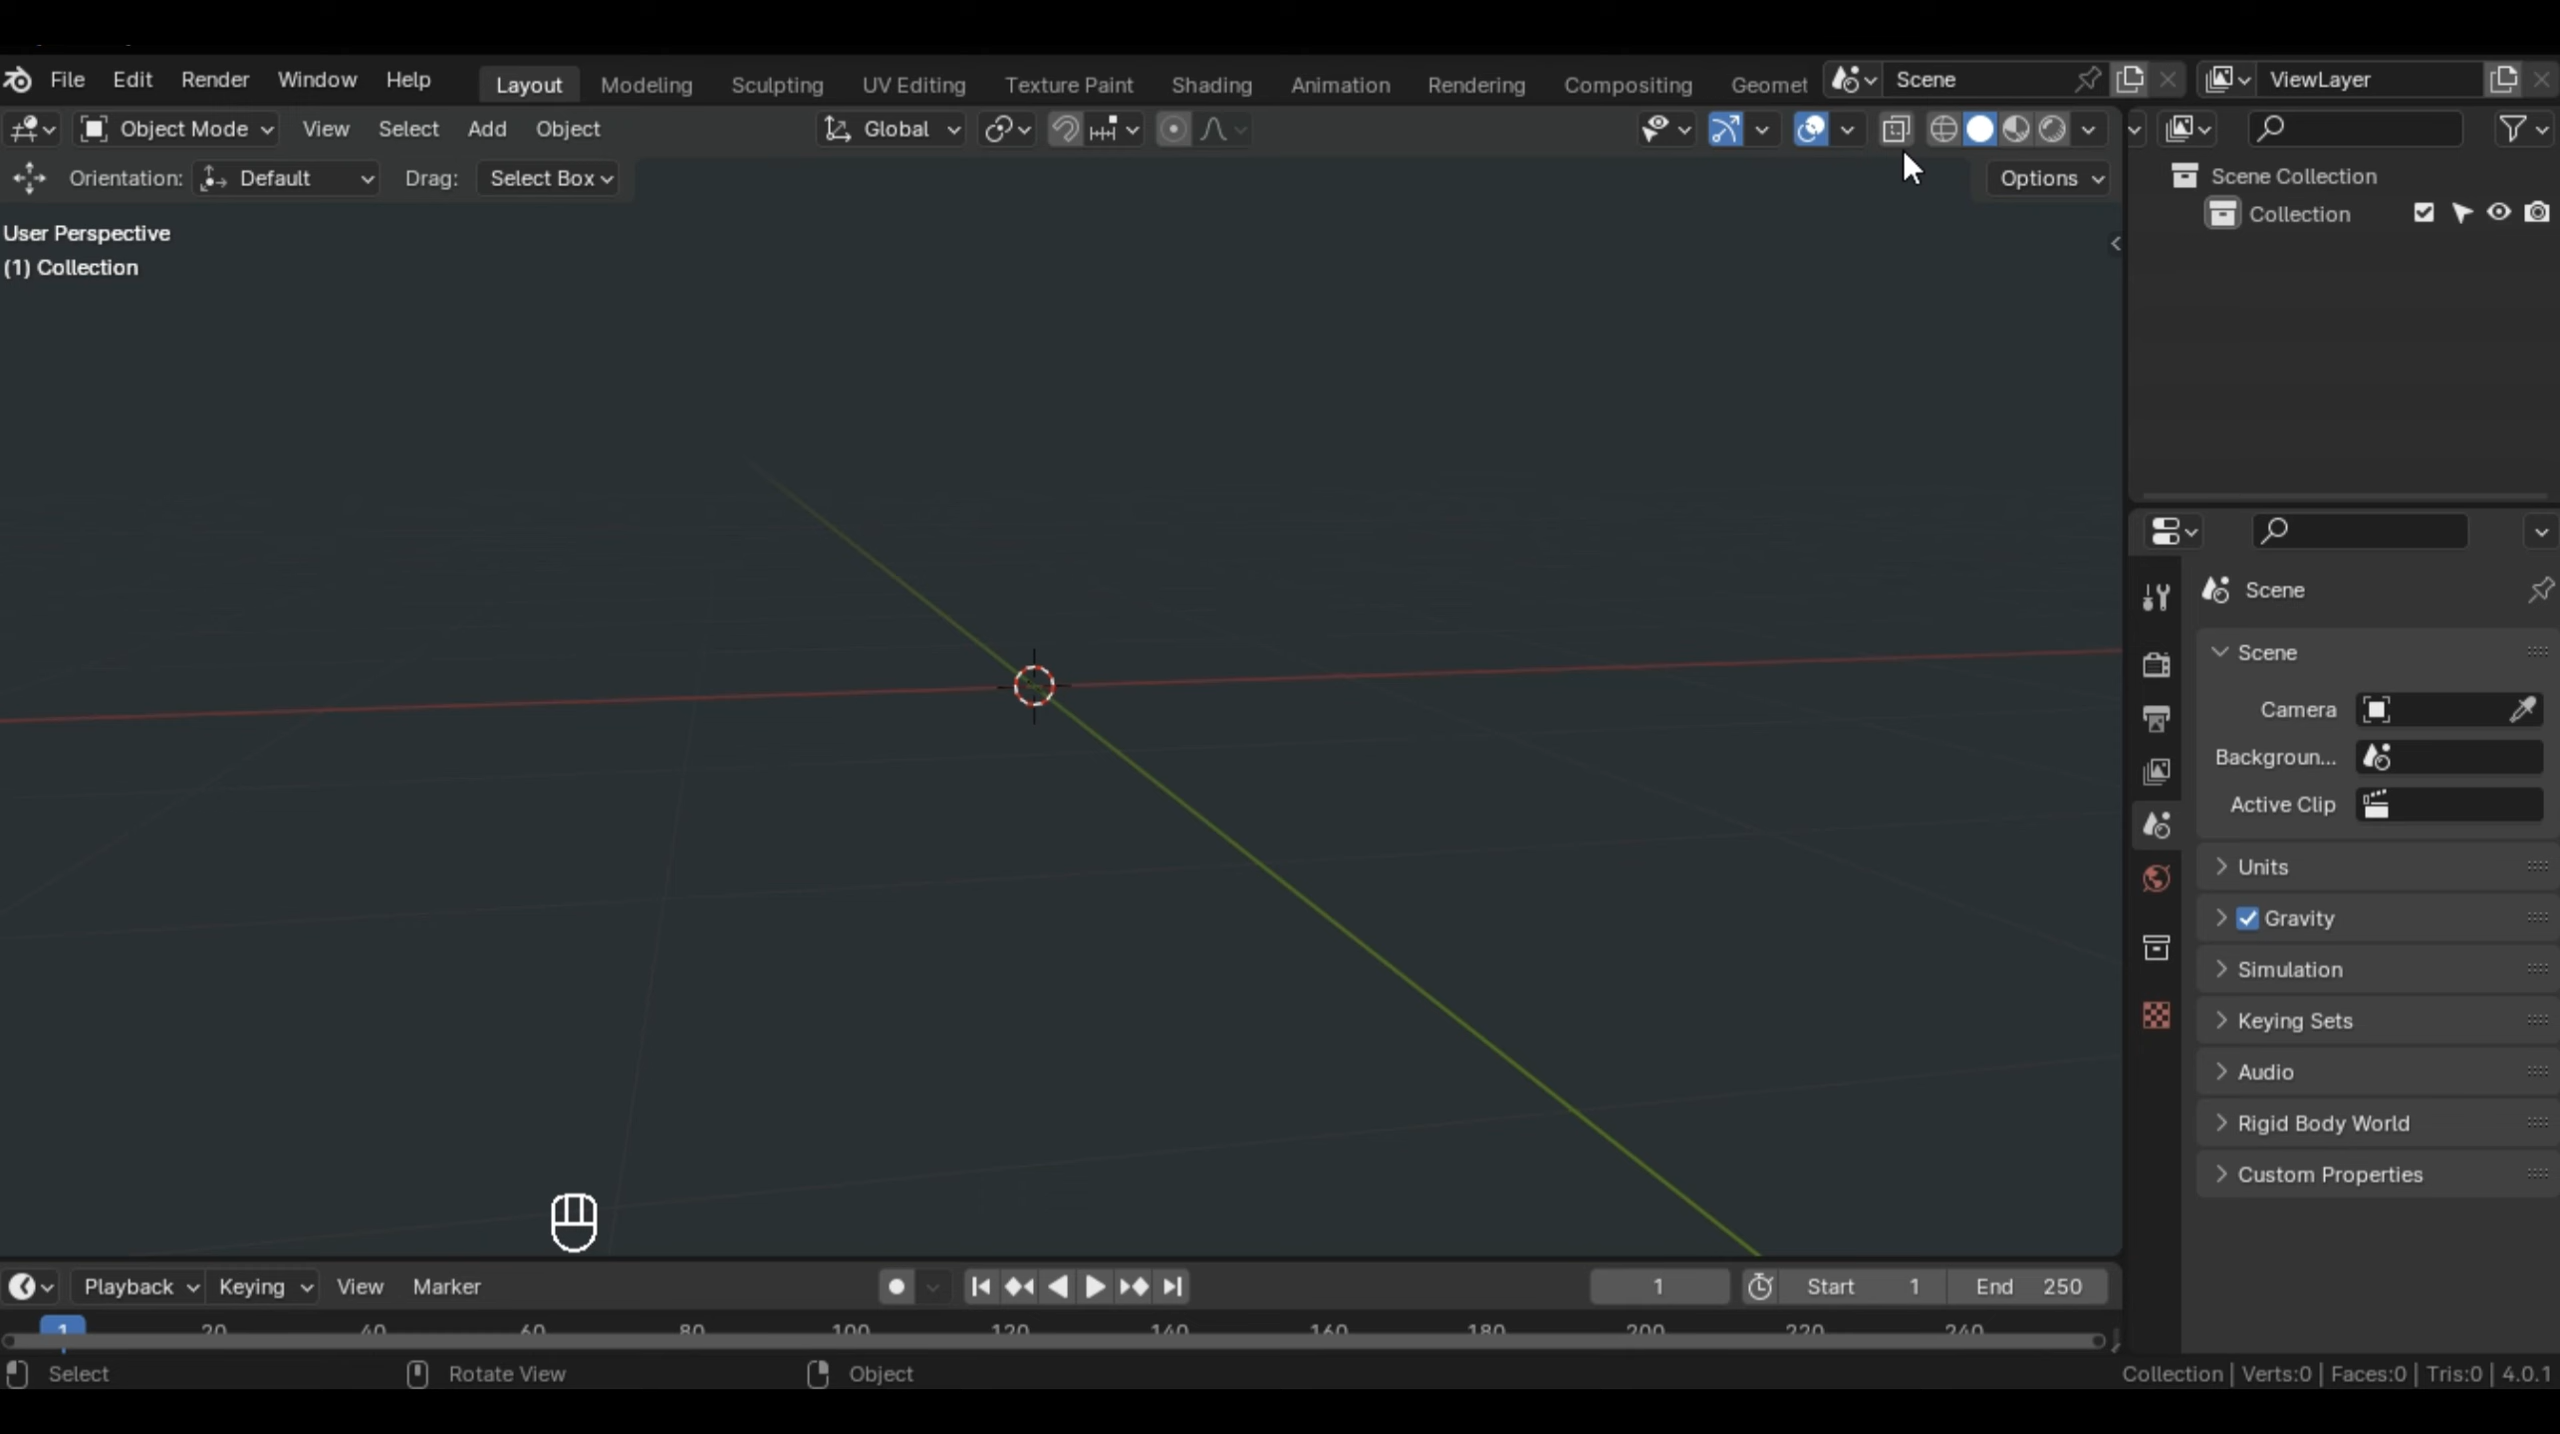 File Edit Render Window Help Layout Modeling Sculpting UV Editing Texture Paint Shading Animation Rendering Compositing Geomet Scene ViewLayer
Object Mode View Select Add Object Global
Orientation: Default Drag: Select Box Options
User Perspective
(1) Collection
Scene Collection
Collection
Scene
Scene
Camera
Backgroun...
Active Clip
Units
Gravity
Simulation
Keying Sets
Audio
Rigid Body World
Custom Properties
Playback Keying View Marker 1 Start 1 End 250
1 20 40 60 80 100 120 140 160 180 200 220 240
Select Rotate View Object Collection | Verts:0 | Faces:0 | Tris:0 | 4.0.1